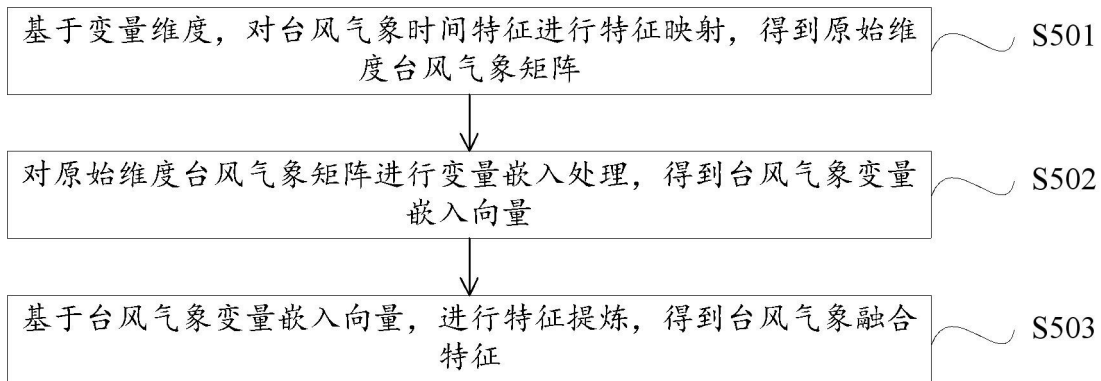 基于变量维度，对台风气象时间特征进行特征映射，得到原始维
度台风气象矩阵
S501
对原始维度台风气象矩阵进行变量嵌入处理，得到台风气象变量
嵌入向量
S502
基于台风气象变量嵌入向量，进行特征提炼，得到台风气象融合
特征
S503